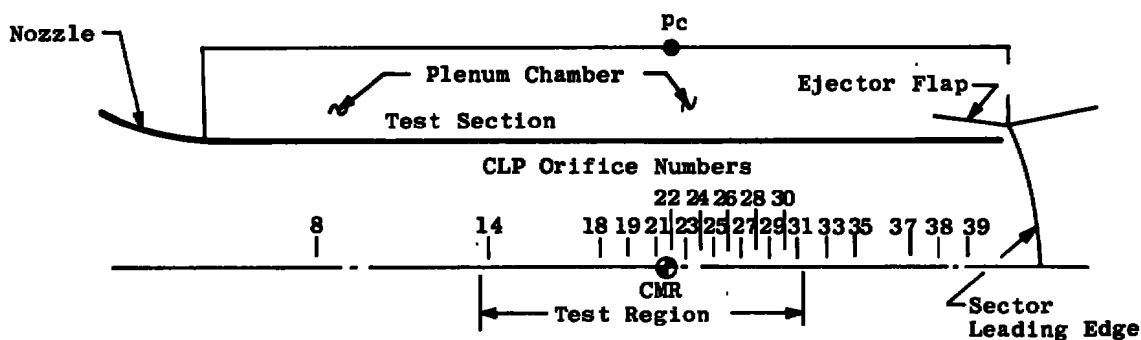 Pc
Nozzle
Plenum Chamber
Ejector Flap
Test Section
CLP Orifice Numbers
22 24 26 28 30
8 14 18 19 21 23 25 27 29 31 33 35 37 38 39
CMR
Test Region
Sector
Leading Edge